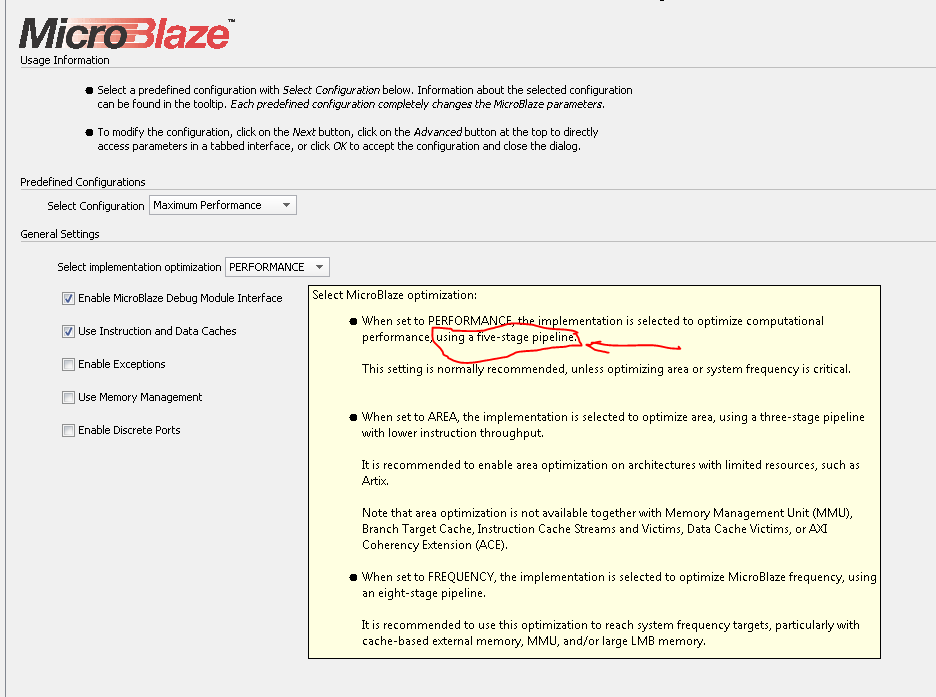 MicroBlaze™
Usage Information
● Select a predefined configuration with Select Configuration below. Information about the selected configuration
can be found in the tooltip. Each predefined configuration completely changes the MicroBlaze parameters.
● To modify the configuration, click on the Next button, click on the Advanced button at the top to directly
access parameters in a tabbed interface, or click OK to accept the configuration and close the dialog.
Predefined Configurations
Select Configuration Maximum Performance
General Settings
Select implementation optimization PERFORMANCE
Enable MicroBlaze Debug Module Interface
Use Instruction and Data Caches
Enable Exceptions
Use Memory Management
Enable Discrete Ports
Select MicroBlaze optimization:
● When set to PERFORMANCE, the implementation is selected to optimize computational
performance, using a five-stage pipeline.
This setting is normally recommended, unless optimizing area or system frequency is critical.
● When set to AREA, the implementation is selected to optimize area, using a three-stage pipeline
with lower instruction throughput.
It is recommended to enable area optimization on architectures with limited resources, such as
Artix.
Note that area optimization is not available together with Memory Management Unit (MMU),
Branch Target Cache, Instruction Cache Streams and Victims, Data Cache Victims, or AXI
Coherency Extension (ACE).
● When set to FREQUENCY, the implementation is selected to optimize MicroBlaze frequency, using
an eight-stage pipeline.
It is recommended to use this optimization to reach system frequency targets, particularly with
cache-based external memory, MMU, and/or large LMB memory.